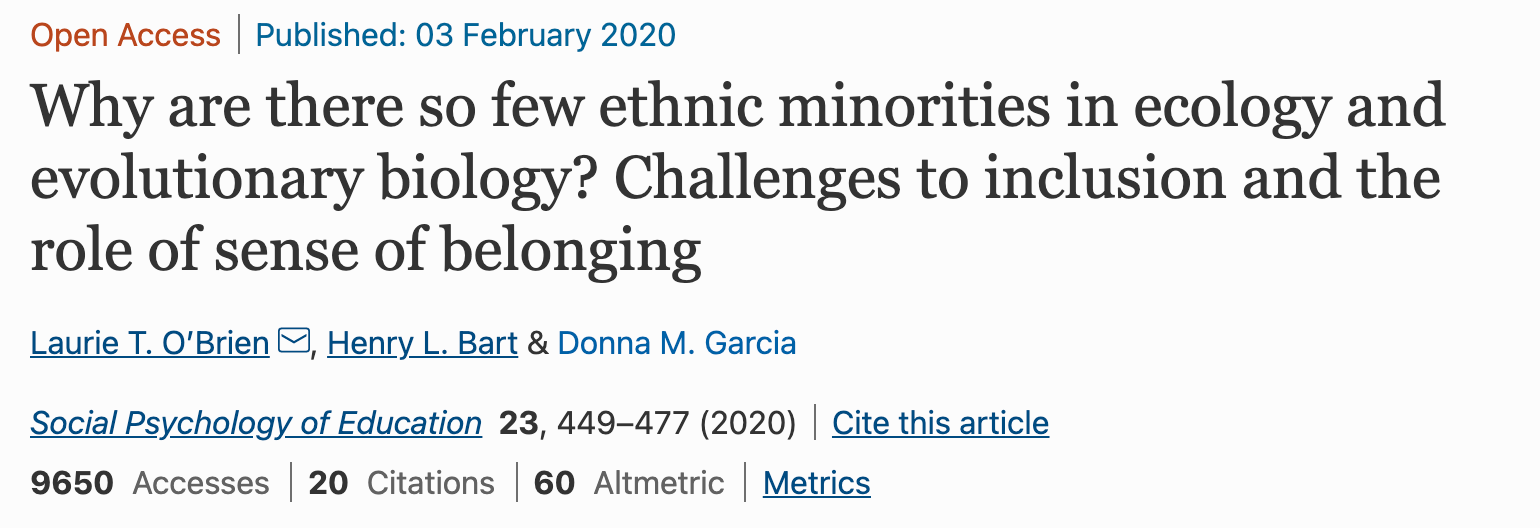 Open Access | Published: 03 February 2020
Why are there so few ethnic minorities in ecology and
evolutionary biology? Challenges to inclusion and the
role of sense of belonging
Laurie T. O’Brien, Henry L. Bart & Donna M. Garcia
Social Psychology of Education 23, 449–477 (2020) | Cite this article
9650 Accesses | 20 Citations | 60 Altmetric | Metrics